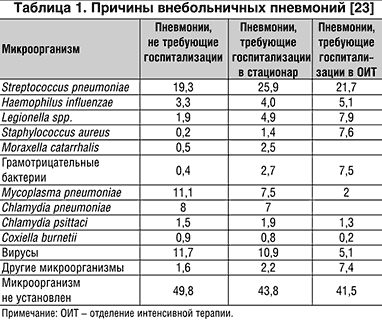 Таблица 1. Причины внебольничных пневмоний [23]
Микроорганизм | Пневмонии, не требующие госпитализации | Пневмонии, требующие госпитализации в стационар | Пневмонии, требующие госпитали-зации в ОИТ
Streptococcus pneumoniae 19,3 25,9 21,7
Haemophilus influenzae 3,3 4,0 5,1
Legionella spp. 1,9 4,9 7,9
Staphylococcus aureus 0,2 1,4 7,6
Moraxella catarrhalis 0,5 2,5
Грамотрицательные
бактерии 0,4 2,7 7,5
Mycoplasma pneumoniae 11,1 7,5 2
Chlamydia pneumoniae 8 7
Chlamydia psittaci 1,5 1,9 1,3
Coxiella burnetii 0,9 0,8 0,2
Вирусы 11,7 10,9 5,1
Другие микроорганизмы 1,6 2,2 7,4
Микроорганизм
не установлен 49,8 43,8 41,5
Примечание: ОИТ – отделение интенсивной терапии.